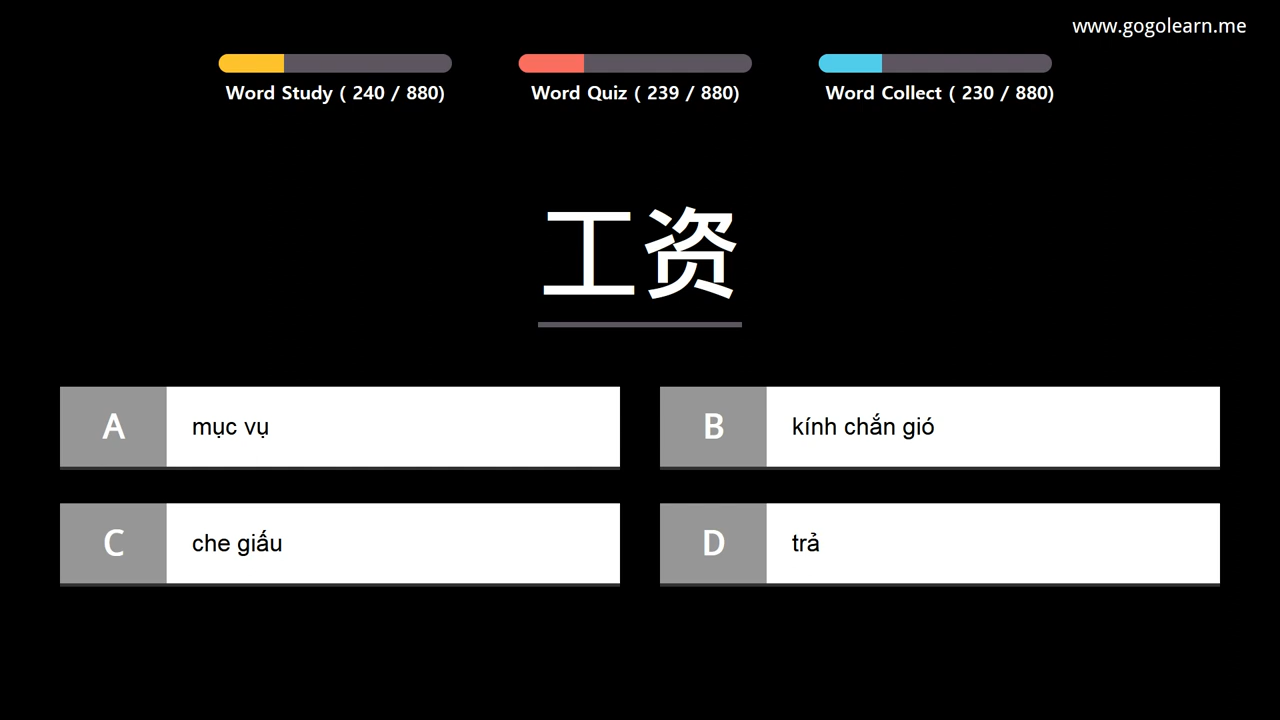 www.gogolearn.me
Word Study ( 240 / 880)
Word Quiz ( 239 / 880)
Word Collect ( 230 / 880)
工资
A mục vụ
B kính chắn gió
C che giấu
D trả